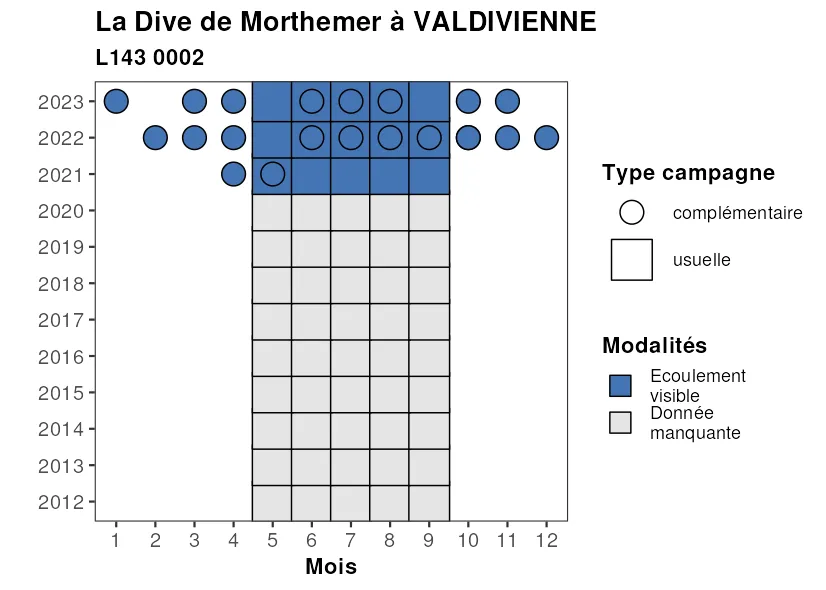 La Dive de Morthemer à VALDIVIENNE
L143 0002
2023
2022
2021
2020
2019
2018
2017
2016
2015
2014
2013
2012
1 2 3 4 5 6 7 8 9 10 11 12
Mois
Type campagne
complémentaire
usuelle
Modalités
Ecoulement
visible
Donnée
manquante